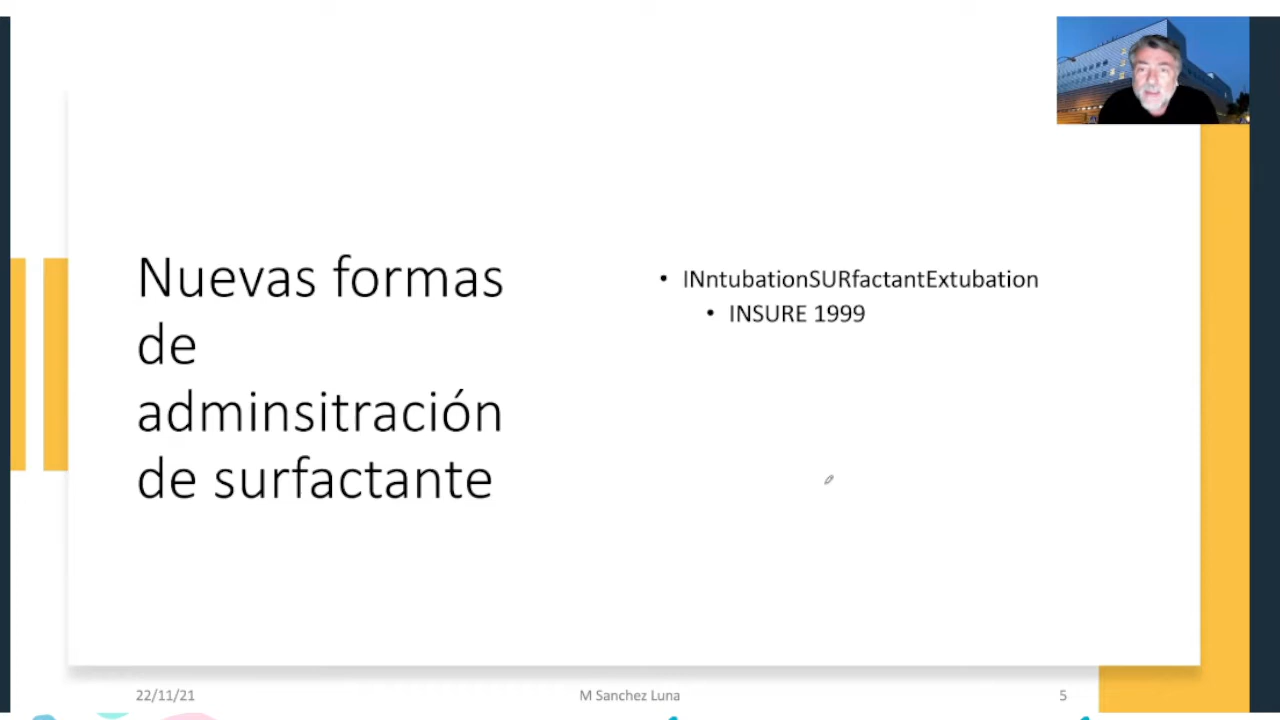 Nuevas formas
de
adminsitración
de surfactante
• INntubationSURfactantExtubation
• INSURE 1999
22/11/21
M Sanchez Luna
5